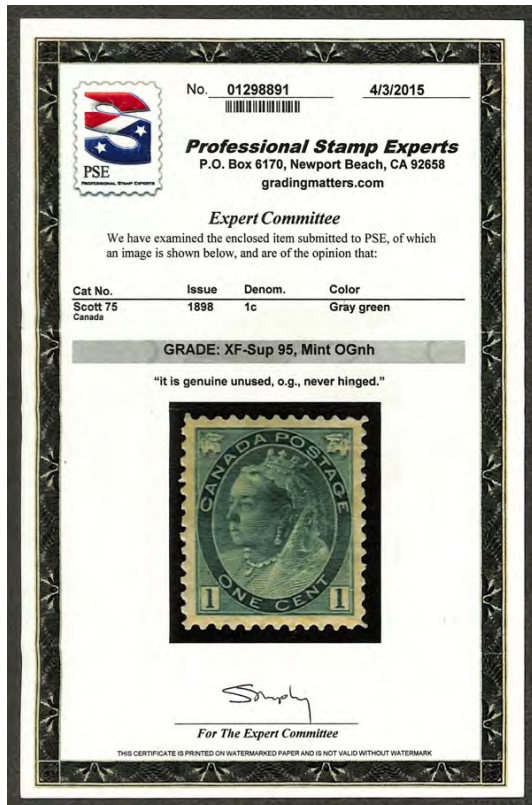 No. 01298891 4/3/2015
PSE
PROFESSIONAL STAMP EXPERTS
Professional Stamp Experts
P.O. Box 6170, Newport Beach, CA 92658
gradingmatters.com
Expert Committee
We have examined the enclosed item submitted to PSE, of which
an image is shown below, and are of the opinion that:
Cat No. Issue Denom. Color
Scott 75 1898 1c Gray green
Canada
GRADE: XF-Sup 95, Mint OGnh
"it is genuine unused, o.g., never hinged."
CANADA POSTAGE
ONE CENT
1 1
For The Expert Committee
THIS CERTIFICATE IS PRINTED ON WATERMARKED PAPER AND IS NOT VALID WITHOUT WATERMARK